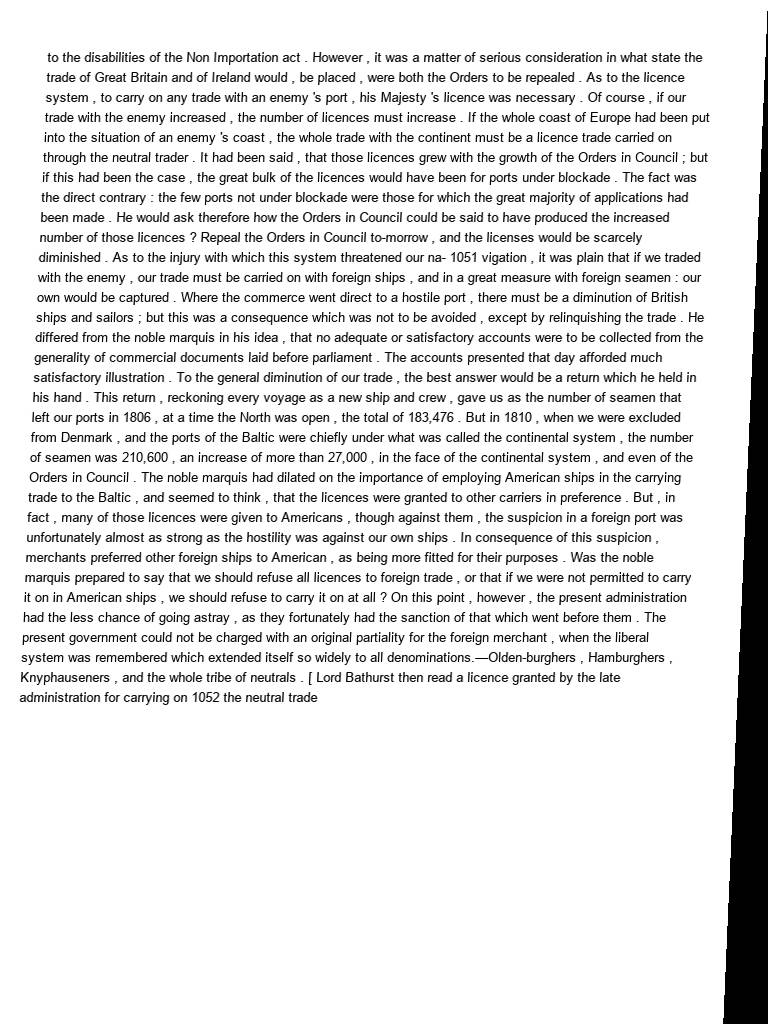 to the disabilities of the Non Importation act . However , it was a matter of serious consideration in what state the
trade of Great Britain and of Ireland would , be placed , were both the Orders to be repealed . As to the licence
system , to carry on any trade with an enemy 's port , his Majesty 's licence was necessary . Of course , if our
trade with the enemy increased , the number of licences must increase . If the whole coast of Europe had been put
into the situation of an enemy 's coast , the whole trade with the continent must be a licence trade carried on
through the neutral trader . It had been said , that those licences grew with the growth of the Orders in Council ; but
if this had been the case , the great bulk of the licences would have been for ports under blockade . The fact was
the direct contrary : the few ports not under blockade were those for which the great majority of applications had
been made . He would ask therefore how the Orders in Council could be said to have produced the increased
number of those licences ? Repeal the Orders in Council to-morrow , and the licenses would be scarcely
diminished . As to the injury with which this system threatened our na- 1051 vigation , it was plain that if we traded
with the enemy , our trade must be carried on with foreign ships , and in a great measure with foreign seamen : our
own would be captured . Where the commerce went direct to a hostile port , there must be a diminution of British
ships and sailors ; but this was a consequence which was not to be avoided , except by relinquishing the trade . He
differed from the noble marquis in his idea , that no adequate or satisfactory accounts were to be collected from the
generality of commercial documents laid before parliament . The accounts presented that day afforded much
satisfactory illustration . To the general diminution of our trade , the best answer would be a return which he held in
his hand . This return , reckoning every voyage as a new ship and crew , gave us as the number of seamen that
left our ports in 1806 , at a time the North was open , the total of 183,476 . But in 1810 , when we were excluded
from Denmark , and the ports of the Baltic were chiefly under what was called the continental system , the number
of seamen was 210,600 , an increase of more than 27,000 , in the face of the continental system , and even of the
Orders in Council . The noble marquis had dilated on the importance of employing American ships in the carrying
trade to the Baltic , and seemed to think , that the licences were granted to other carriers in preference . But , in
fact , many of those licences were given to Americans , though against them , the suspicion in a foreign port was
unfortunately almost as strong as the hostility was against our own ships . In consequence of this suspicion ,
merchants preferred other foreign ships to American , as being more fitted for their purposes . Was the noble
marquis prepared to say that we should refuse all licences to foreign trade , or that if we were not permitted to carry
it on in American ships , we should refuse to carry it on at all ? On this point , however , the present administration
had the less chance of going astray , as they fortunately had the sanction of that which went before them . The
present government could not be charged with an original partiality for the foreign merchant , when the liberal
system was remembered which extended itself so widely to all denominations.—Olden-burghers , Hamburghers ,
Knyphauseners , and the whole tribe of neutrals . [ Lord Bathurst then read a licence granted by the late
administration for carrying on 1052 the neutral trade